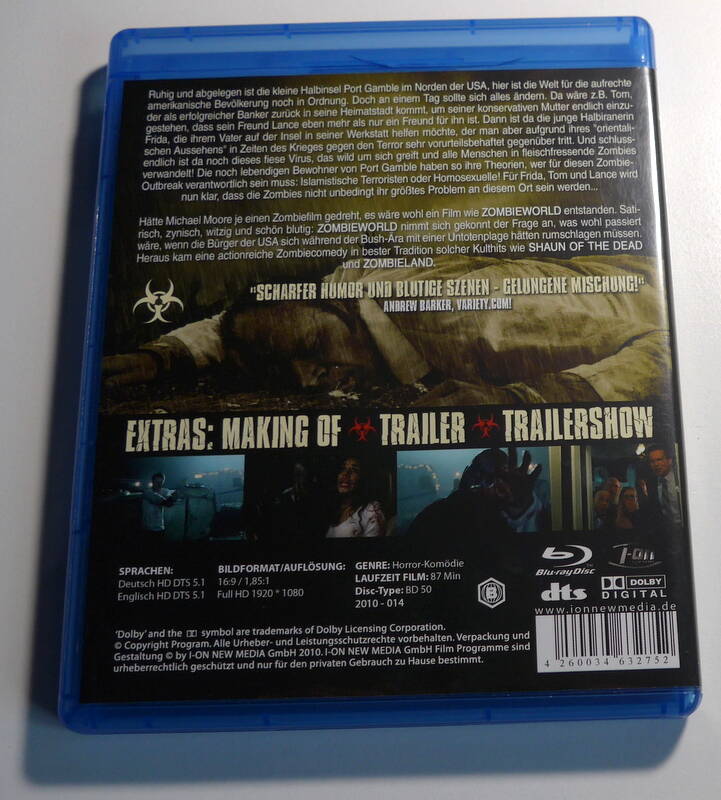 Ruhig und abgelegen ist die kleine Halbinsel Port Gamble im Norden der USA, hier ist die Welt für die aufrechte
amerikanische Bevölkerung noch in Ordnung. Doch an einem Tag sollte sich alles ändern. Da wäre z.B. Tom,
der als erfolgreicher Banker zurück in seine Heimatstadt kommt, um seiner konservativen Mutter endlich einzu-
gestehen, dass sein Freund Lance eben mehr als nur ein Freund für ihn ist. Dann ist da die junge Halbiranerin
Frida, die ihrem Vater auf der Insel in seiner Werkstatt helfen möchte, der man aber aufgrund ihres "orientali-
schen Aussehens" in Zeiten des Krieges gegen den Terror sehr vorurteilsbehaftet gegenüber tritt. Und schluss-
endlich ist da noch dieses fiese Virus, das wild um sich greift und alle Menschen in fleischfressende Zombies
verwandelt! Die noch lebendigen Bewohner von Port Gamble haben so ihre Theorien, wer für diesen Zombie-
Outbreak verantwortlich sein muss: Islamistische Terroristen oder Homosexuelle! Für Frida, Tom und Lance wird
nun klar, dass die Zombies nicht unbedingt ihr größtes Problem an diesem Ort sein werden...
Hätte Michael Moore je einen Zombiefilm gedreht, es wäre wohl ein Film wie ZOMBIEWORLD entstanden. Sati-
risch, zynisch, witzig und schön blutig: ZOMBIEWORLD nimmt sich gekonnt der Frage an, was wohl passiert
wäre, wenn die Bürger der USA sich während der Bush-Ära mit einer Untotenplage hätten rumschlagen müssen.
Heraus kam eine actionreiche Zombiecomedy in bester Tradition solcher Kulthits wie SHAUN OF THE DEAD
und ZOMBIELAND.
"SCHARFER HUMOR UND BLUTIGE SZENEN - GELUNGENE MISCHUNG!"
ANDREW BARKER, VARIETY.COM!
EXTRAS: MAKING OF TRAILER TRAILERSHOW
SPRACHEN:
Deutsch HD DTS 5.1
Englisch HD DTS 5.1
BILDFORMAT/AUFLÖSUNG:
16:9 / 1,85:1
Full HD 1920 * 1080
GENRE: Horror-Komödie
LAUFZEIT FILM: 87 Min
Disc-Type: BD 50
2010 - 014
B
Blu-ray Disc
I-ON
dts
DOLBY
DIGITAL
www.ionnewmedia.de
'Dolby' and the DD symbol are trademarks of Dolby Licensing Corporation.
© Copyright Program. Alle Urheber- und Leistungsschutzrechte vorbehalten. Verpackung und
Gestaltung © by I-ON NEW MEDIA GmbH 2010. I-ON NEW MEDIA GmbH Film Programme sind
urheberrechtlich geschützt und nur für den privaten Gebrauch zu Hause bestimmt.
4 260034 632752